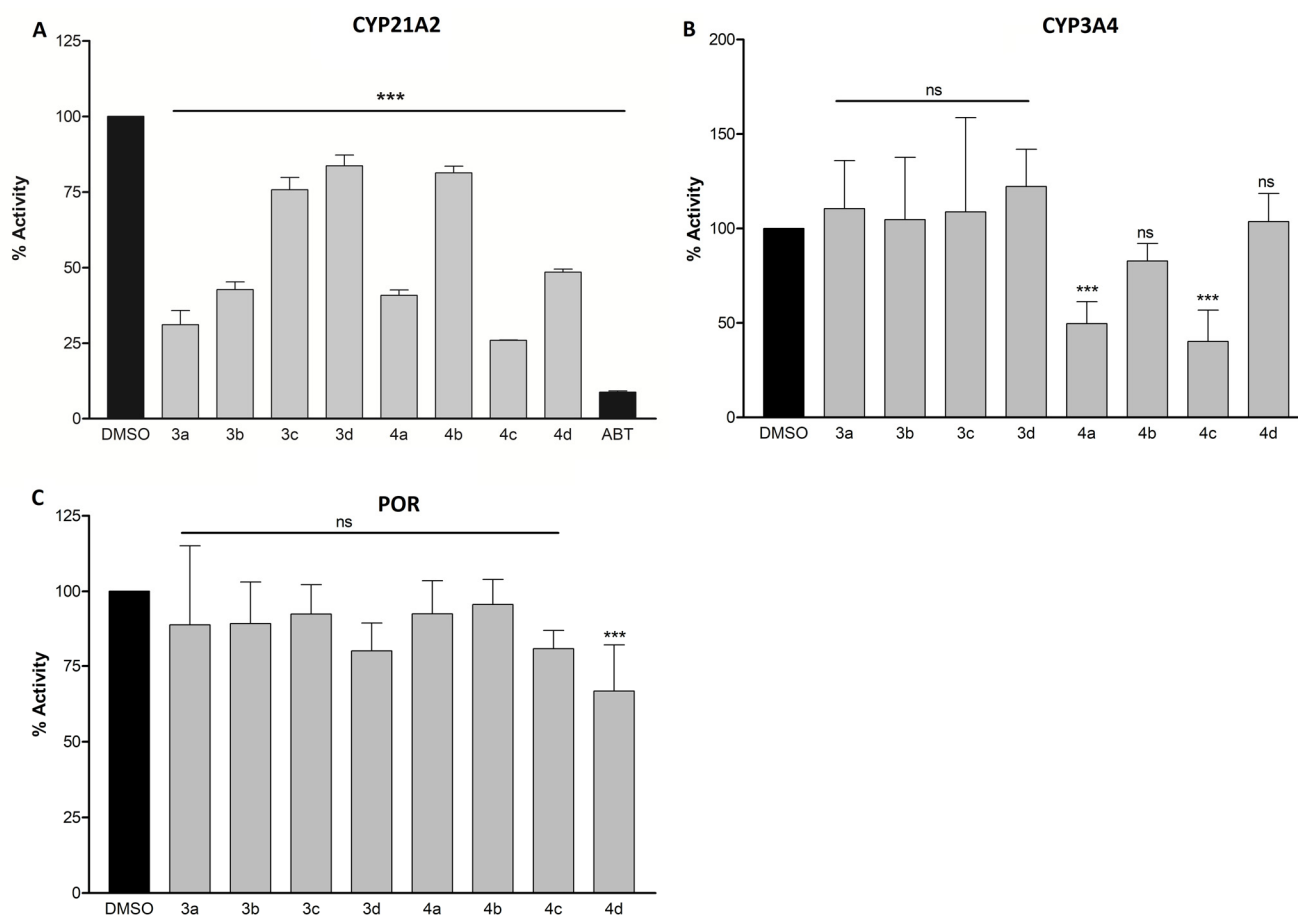 A
CYP21A2
125
100
75
50
25
0
% Activity
***
DMSO 3a 3b 3c 3d 4a 4b 4c 4d ABT
B
CYP3A4
200
150
100
50
0
% Activity
ns
***
ns
***
ns
DMSO 3a 3b 3c 3d 4a 4b 4c 4d
C
POR
125
100
75
50
25
0
% Activity
ns
***
DMSO 3a 3b 3c 3d 4a 4b 4c 4d